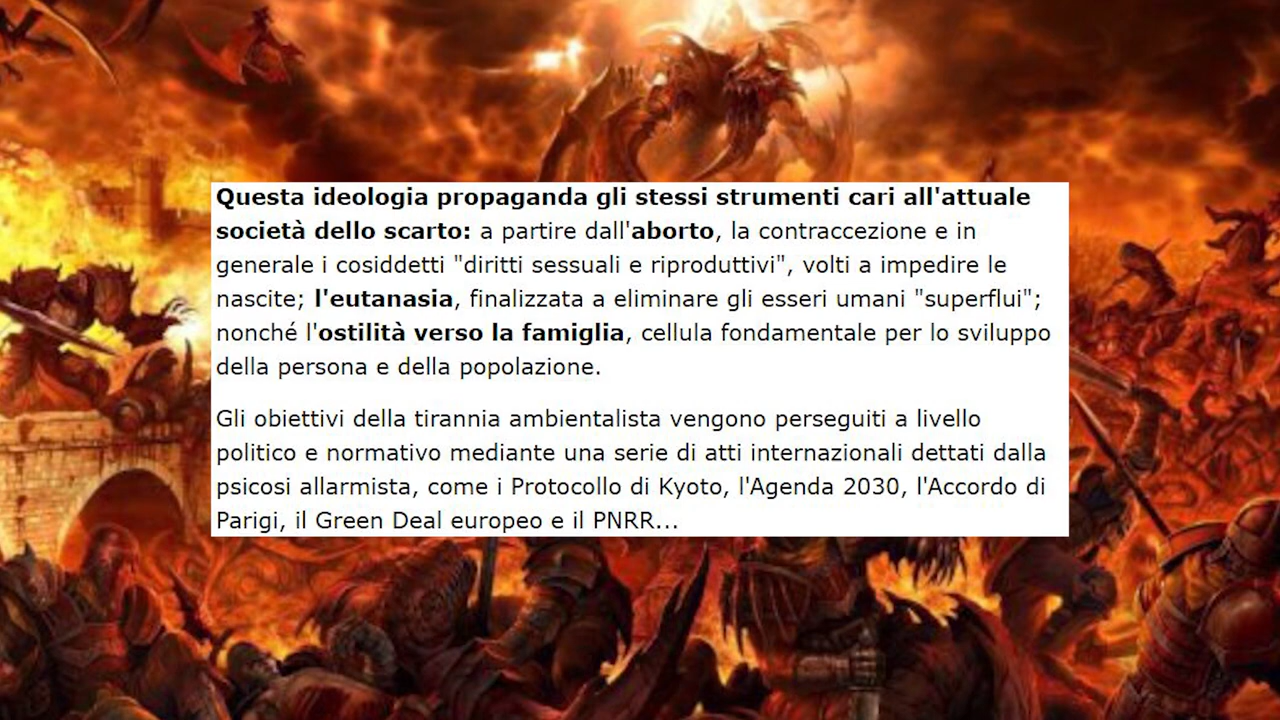 Questa ideologia propaganda gli stessi strumenti cari all'attuale
società dello scarto: a partire dall'aborto, la contraccezione e in
generale i cosiddetti "diritti sessuali e riproduttivi", volti a impedire le
nascite; l'eutanasia, finalizzata a eliminare gli esseri umani "superflui";
nonché l'ostilità verso la famiglia, cellula fondamentale per lo sviluppo
della persona e della popolazione.
Gli obiettivi della tirannia ambientalista vengono perseguiti a livello
politico e normativo mediante una serie di atti internazionali dettati dalla
psicosi allarmista, come i Protocollo di Kyoto, l'Agenda 2030, l'Accordo di
Parigi, il Green Deal europeo e il PNRR...